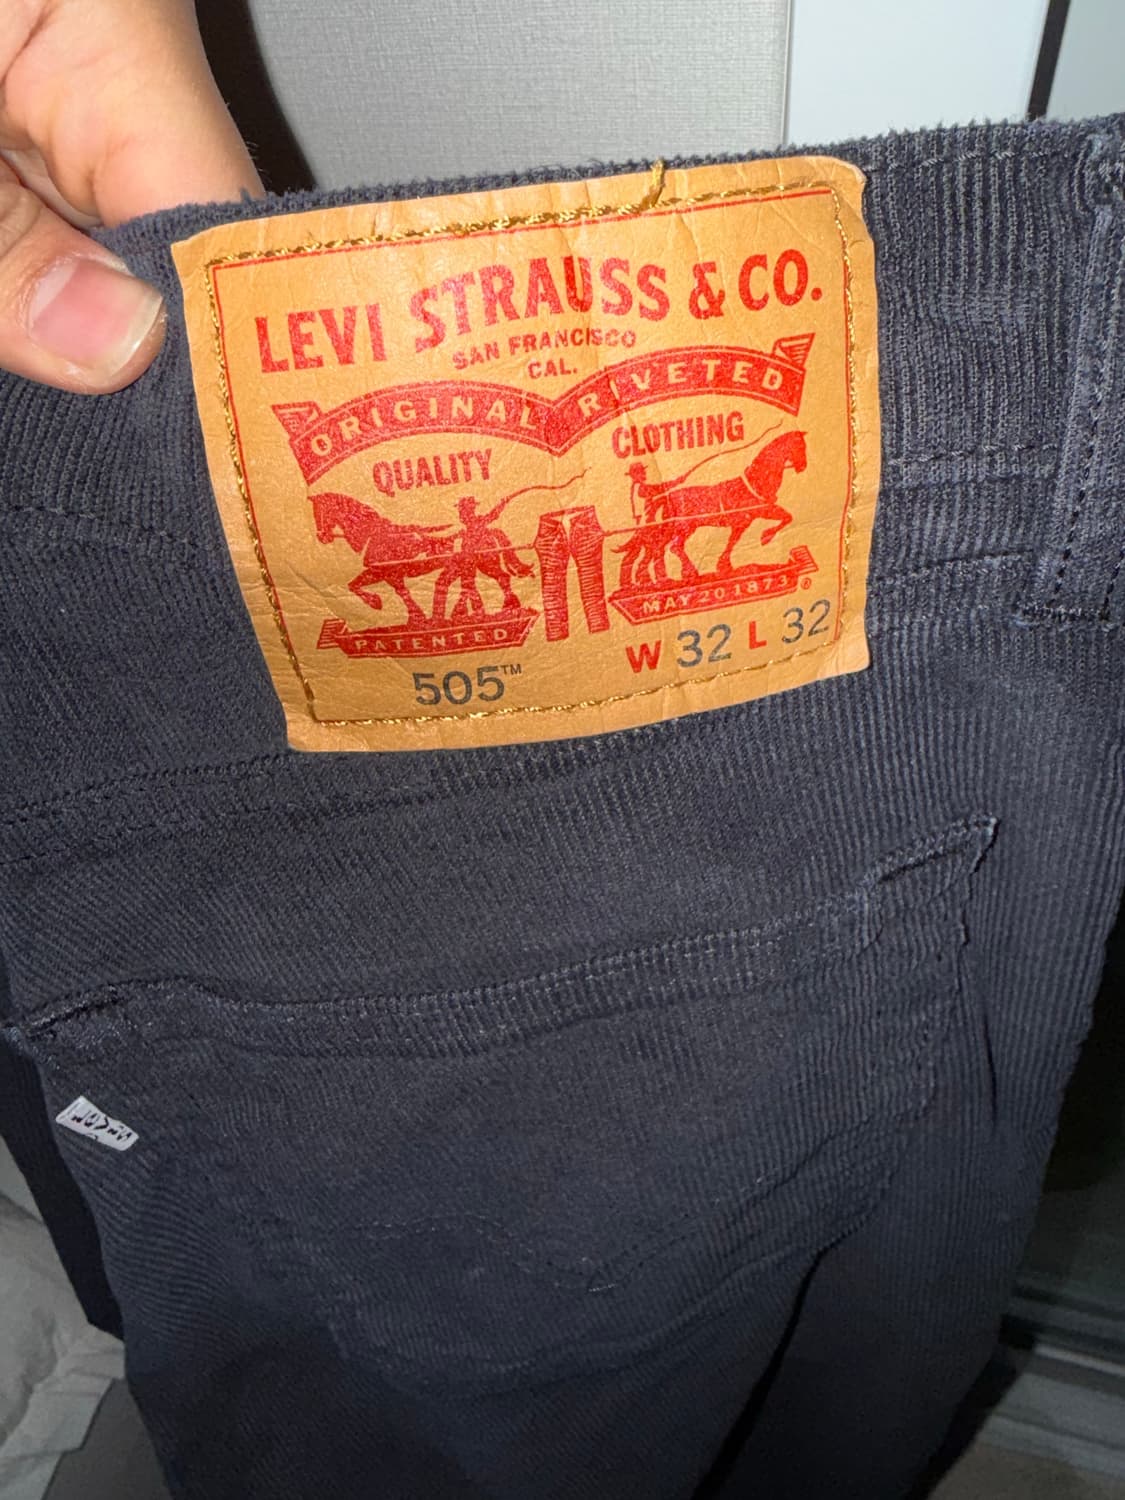 LEVI STRAUSS & CO.
SAN FRANCISCO
CAL.
ORIGINAL RIVETED
QUALITY CLOTHING
PATENTED MAY 20 1873 ®
505™ W 32 L 32